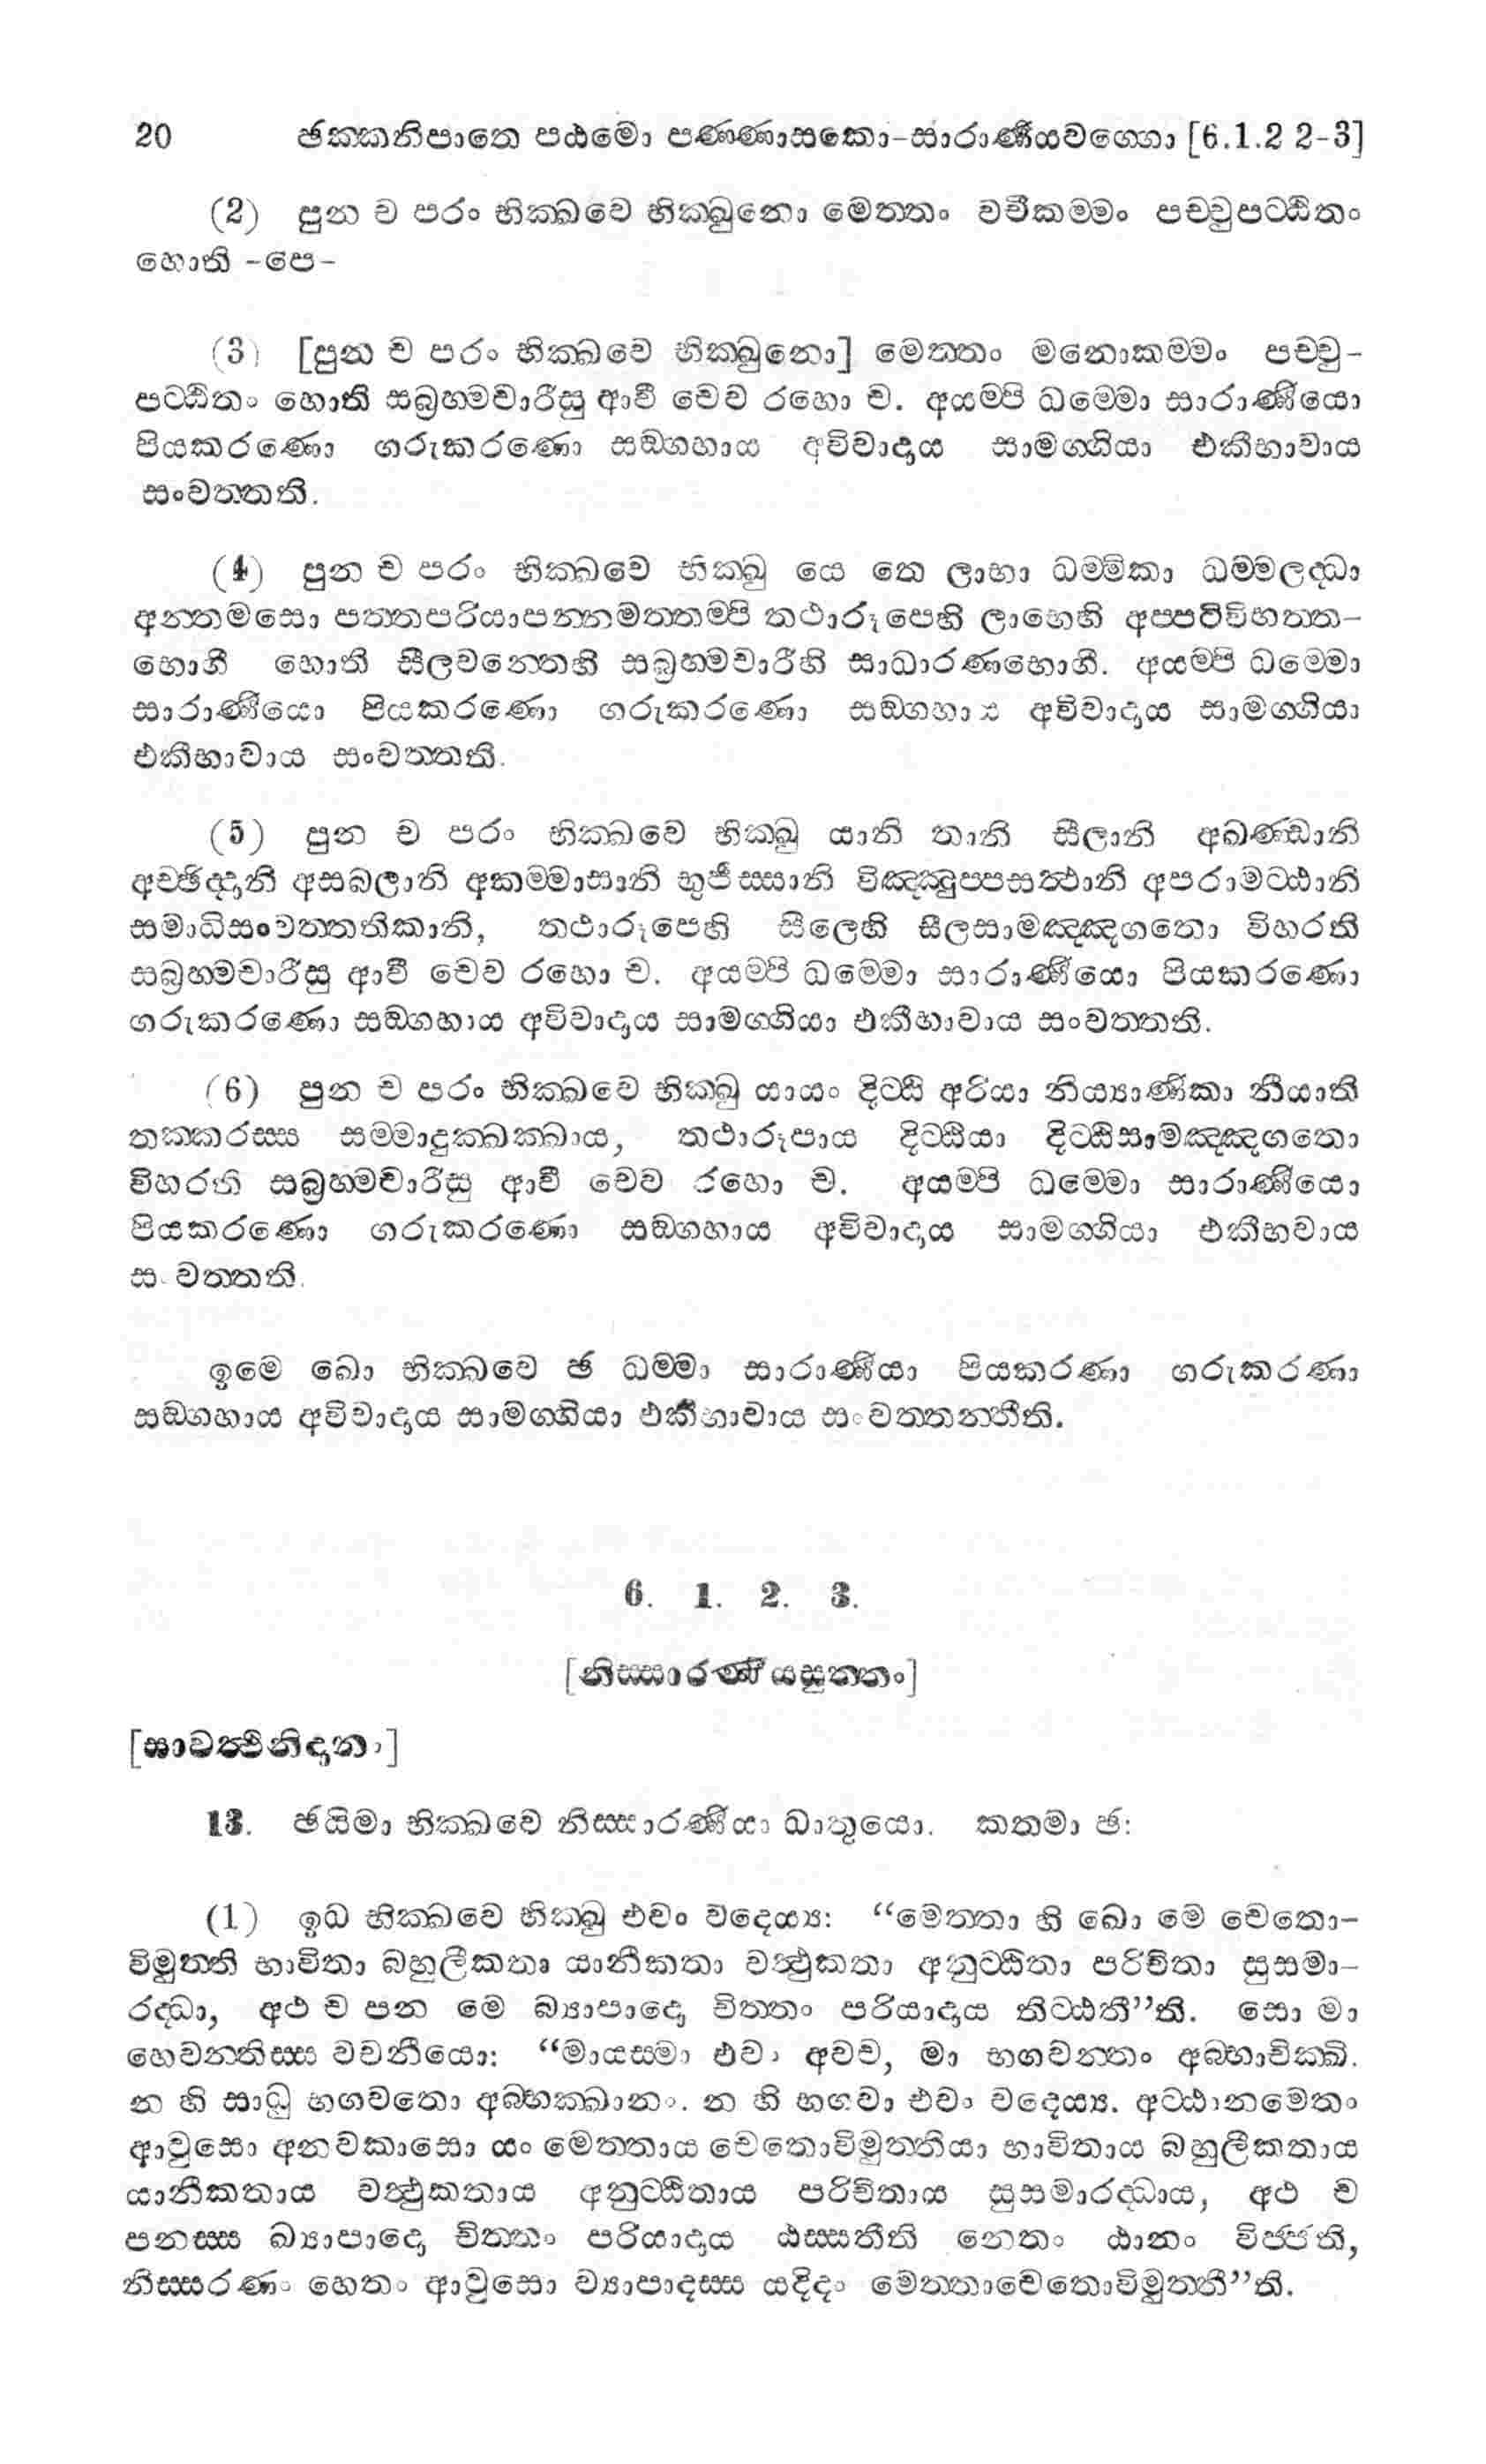 20 ඡක්කනිපාතෙ පඨමො පණ්ණාසකො-සාරාණීයවග්ගො [6.1.2 2-3]
(2) පුන ච පරං භික්ඛවෙ භික්ඛුනො මෙත්තං වචීකම්මං පච්චුපට්ඨිතං
හොති -පෙ-
(3) [පුන ච පරං භික්ඛවෙ භික්ඛුනො] මෙත්තං මනොකම්මං පච්චු-
පට්ඨිතං හොති සබ්‍රහ්මචාරීසු ආවී චෙව රහො ච. අයම්පි ධම්මො සාරාණීයො
පියකරණො ගරුකරණො සඞ්ගහාය අවිවාදාය සාමග්ගියා එකීභාවාය
සංවත්තති.
(4) පුන ච පරං භික්ඛවෙ භික්ඛු යෙ තෙ ලාභා ධම්මිකා ධම්මලද්ධා
අන්තමසො පත්තපරියාපන්නමත්තම්පි තථාරූපෙහි ලාභෙහි අප්පටිවිභත්ත-
භොගී හොති සීලවන්තෙහි සබ්‍රහ්මචාරීහි සාධාරණභොගී. අයම්පි ධම්මො
සාරාණීයො පියකරණො ගරුකරණො සඞ්ගහාය අවිවාදාය සාමග්ගියා
එකීභාවාය සංවත්තති.
(5) පුන ච පරං භික්ඛවෙ භික්ඛු යානි තානි සීලානි අඛණ්ඩානි
අච්ඡිද්දානි අසබලානි අකම්මාසානි භුජිස්සානි විඤ්ඤුප්පසත්ථානි අපරාමට්ඨානි
සමාධිසංවත්තනිකානි, තථාරූපෙහි සීලෙහි සීලසාමඤ්ඤගතො විහරති
සබ්‍රහ්මචාරීසු ආවී චෙව රහො ච. අයම්පි ධම්මො සාරාණීයො පියකරණො
ගරුකරණො සඞ්ගහාය අවිවාදාය සාමග්ගියා එකීභාවාය සංවත්තති.
(6) පුන ච පරං භික්ඛවෙ භික්ඛු යායං දිට්ඨි අරියා නිය්‍යාණිකා නීයාති
තක්කරස්ස සම්මාදුක්ඛක්ඛාය, තථාරූපාය දිට්ඨියා දිට්ඨිසාමඤ්ඤගතො
විහරති සබ්‍රහ්මචාරීසු ආවී චෙව රහො ච. අයම්පි ධම්මො සාරාණීයො
පියකරණො ගරුකරණො සඞ්ගහාය අවිවාදාය සාමග්ගියා එකීභවාය
සංවත්තති.
ඉමෙ ඛො භික්ඛවෙ ඡ ධම්මා සාරාණීයා පියකරණා ගරුකරණා
සඞ්ගහාය අවිවාදාය සාමග්ගියා එකීභාවාය සංවත්තන්තීති.
6. 1. 2. 3.
[නිස්සාරණීයසුත්තං]
[සාවත්ථිනිදානං]
13. ඡයිමා භික්ඛවෙ නිස්සාරණීයා ධාතුයො. කතමා ඡ:
(1) ඉධ භික්ඛවෙ භික්ඛු එවං වදෙය්‍ය: “මෙත්තා හි ඛො මෙ චෙතො-
විමුත්ති භාවිතා බහුලීකතා යානීකතා වත්ථුකතා අනුට්ඨිතා පරිචිතා සුසමා-
රද්ධා, අථ ච පන මෙ බ්‍යාපාදො චිත්තං පරියාදාය තිට්ඨතී”ති. සො මා
හෙවන්තිස්ස වචනීයො: “මායස්මා එවං අවච, මා භගවන්තං අබ්භාචික්ඛි.
න හි සාධු භගවතො අබ්භක්ඛානං. න හි භගවා එවං වදෙය්‍ය. අට්ඨානමෙතං
ආවුසො අනවකාසො යං මෙත්තාය චෙතොවිමුත්තියා භාවිතාය බහුලීකතාය
යානීකතාය වත්ථුකතාය අනුට්ඨිතාය පරිචිතාය සුසමාරද්ධාය, අථ ච
පනස්ස බ්‍යාපාදො චිත්තං පරියාදාය ඨස්සතීති නෙතං ඨානං විජ්ජති,
නිස්සරණං හෙතං ආවුසො ව්‍යාපාදස්ස යදිදං මෙත්තාචෙතොවිමුත්තී”ති.